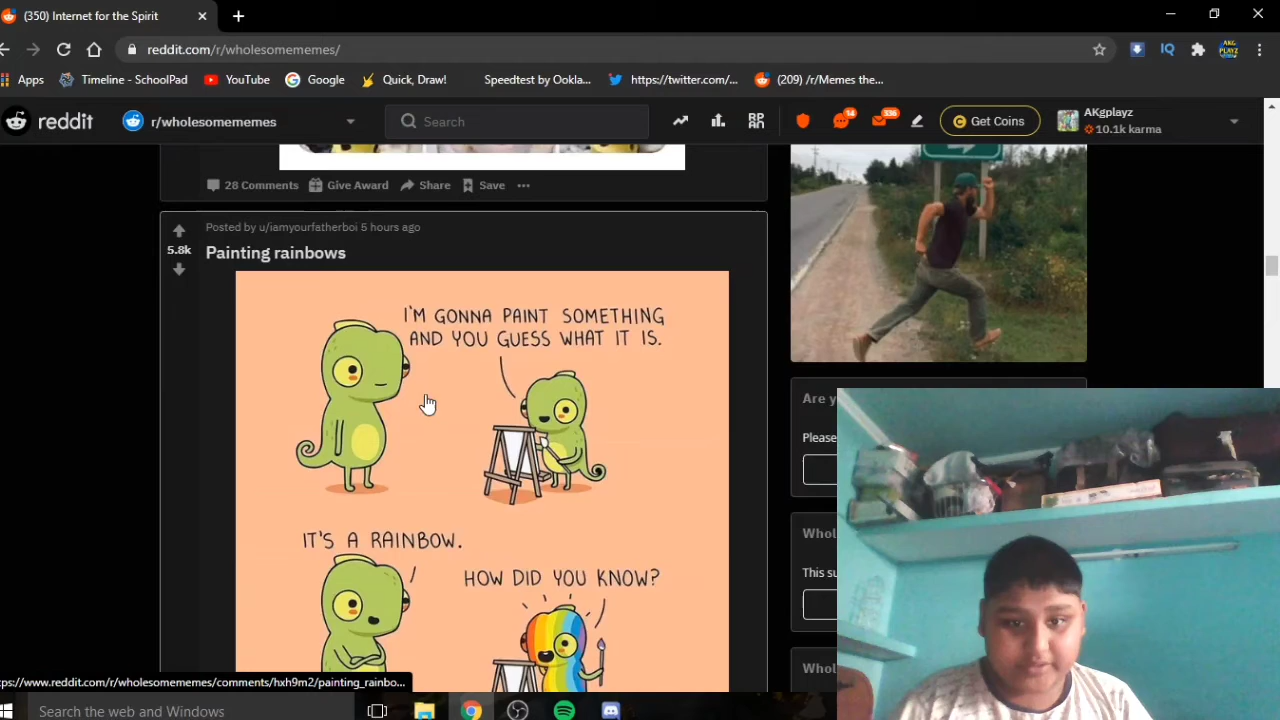 (350) Internet for the Spirit
reddit.com/r/wholesomememes/
Apps Timeline - SchoolPad YouTube Google Quick, Draw! Speedtest by Ookla... https://twitter.com/... (209) /r/Memes the...
reddit r/wholesomememes Search 14 336 Get Coins AKgplayz
10.1k karma
28 Comments Give Award Share Save
Posted by u/iamyourfatherboi 5 hours ago
5.8k
Painting rainbows
I'M GONNA PAINT SOMETHING
AND YOU GUESS WHAT IT IS.
IT'S A RAINBOW.
HOW DID YOU KNOW?
Are y
Please
Whol
This su
Whol
ps://www.reddit.com/r/wholesomememes/comments/hxh9m2/painting_rainbo...
Search the web and Windows